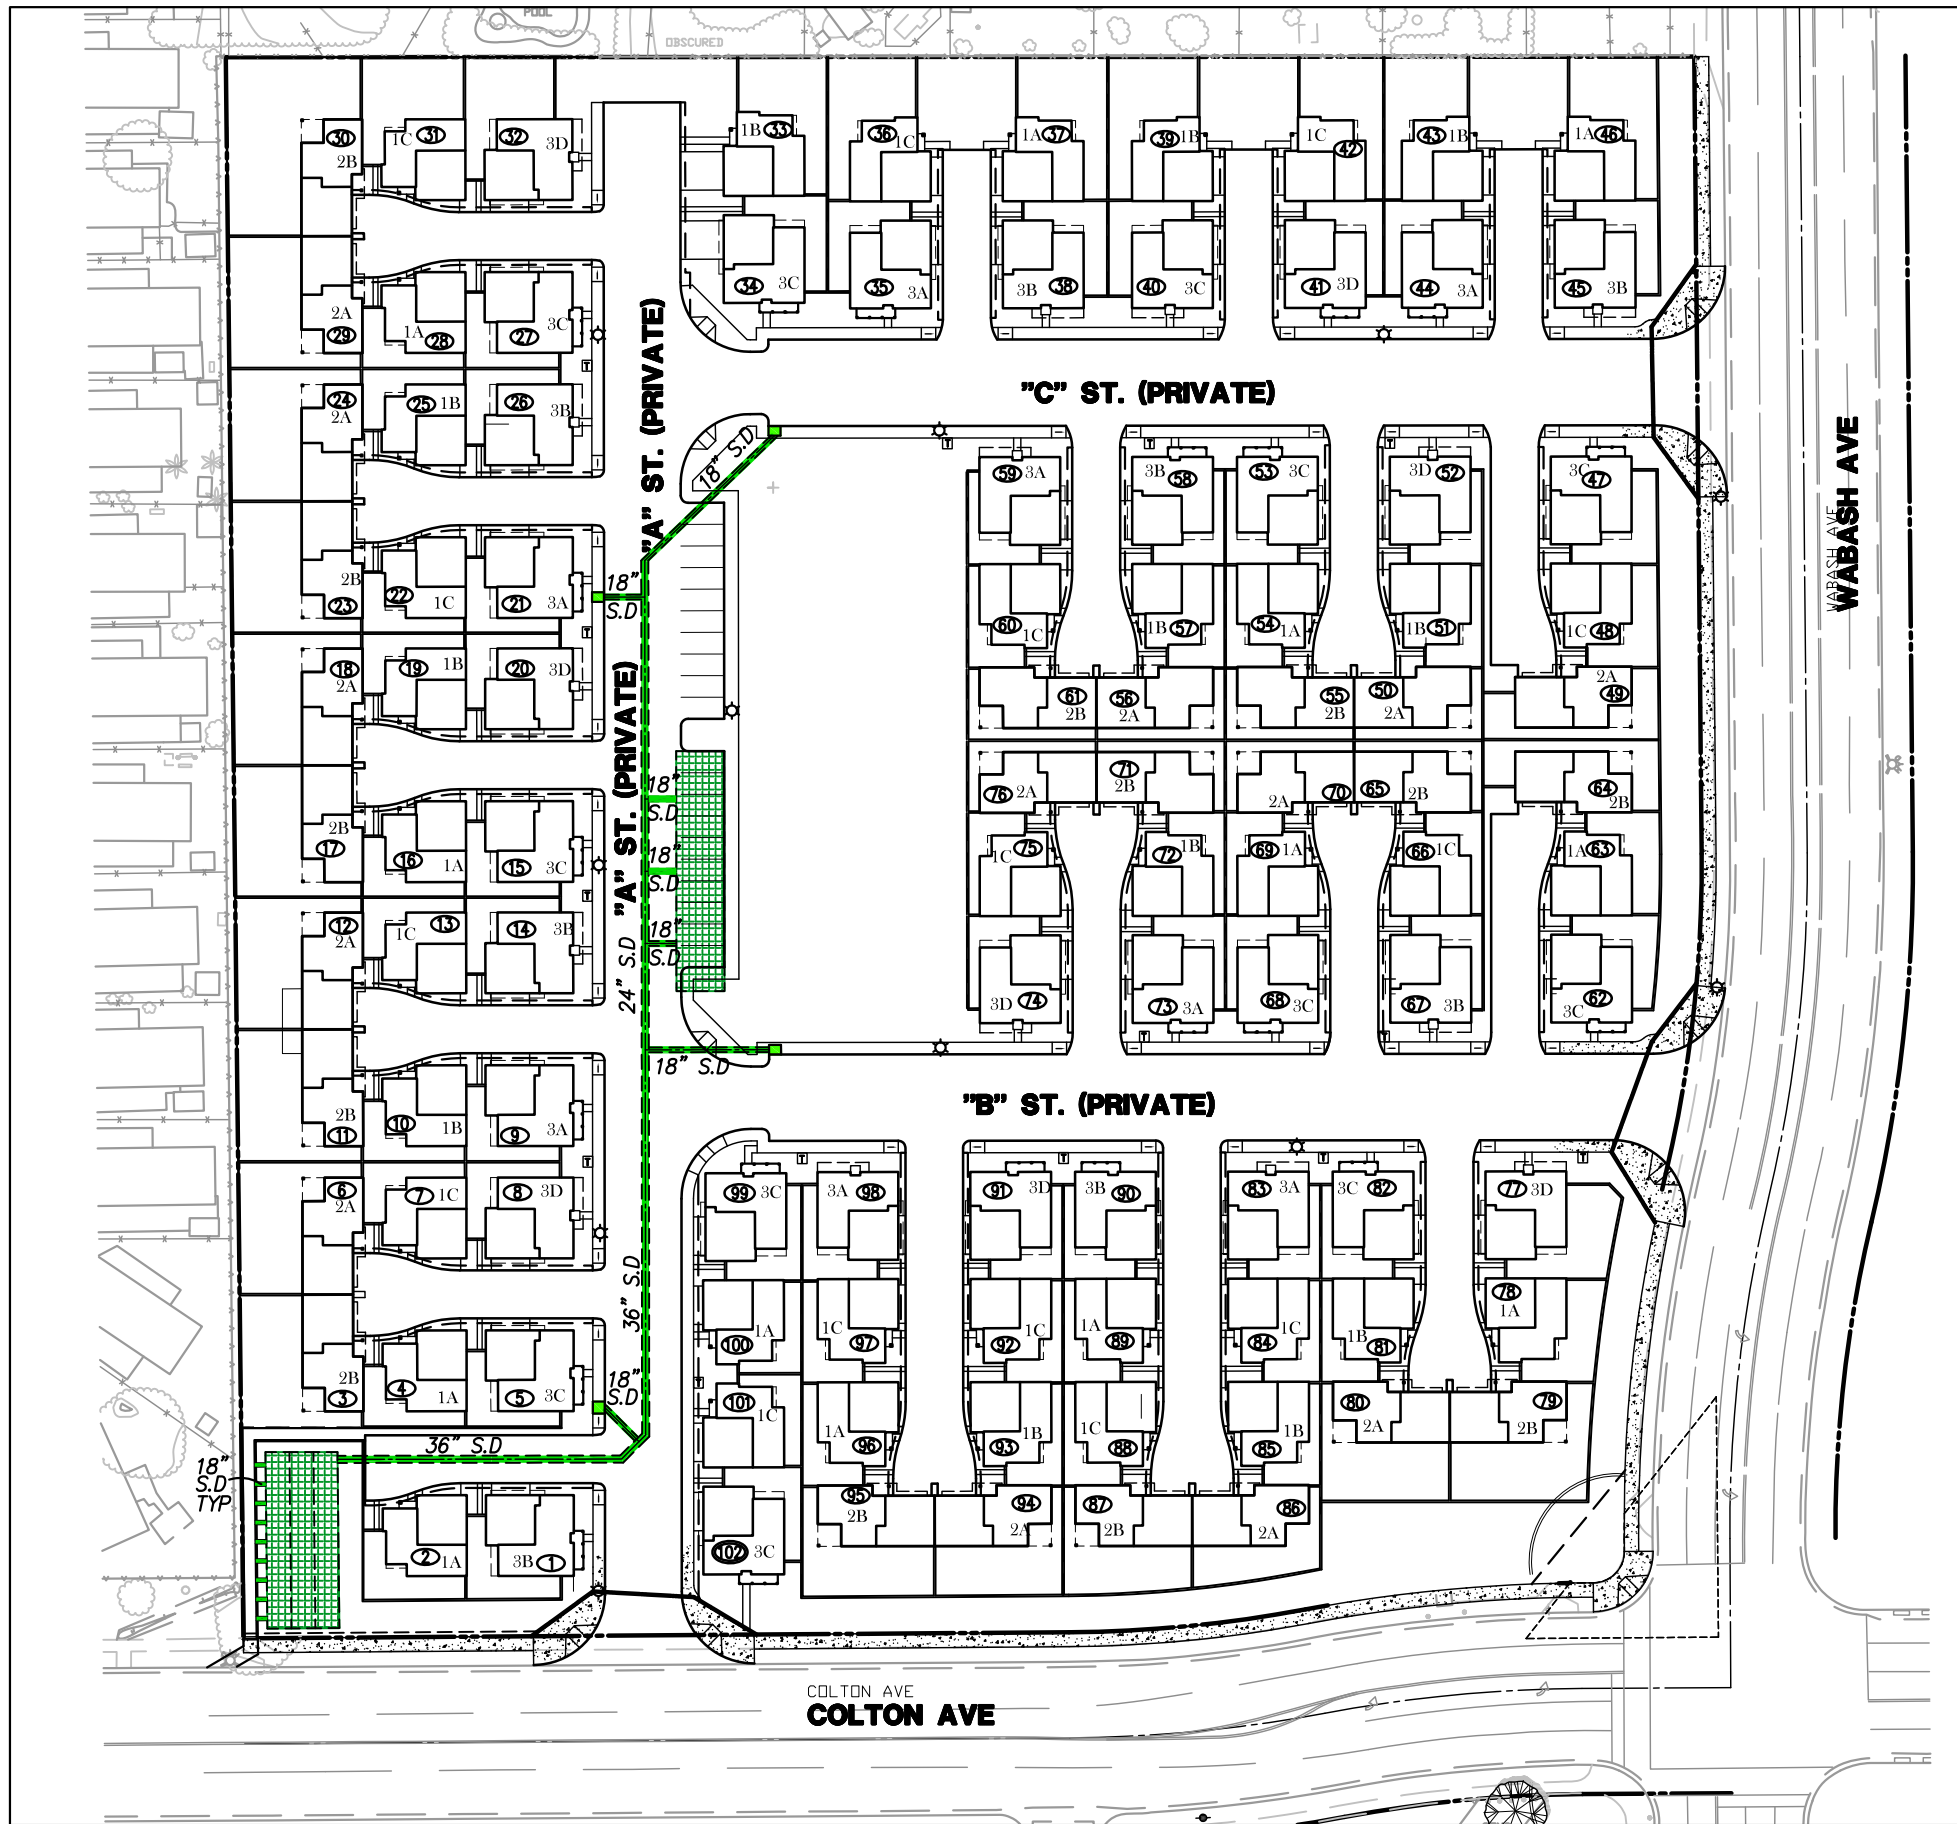 POOL
OBSCURED
30 2B
1C 31
32 3D
1B 33
36 1C
1A 37
39 1B
1C 42
43 1B
1A 46
2A 29
1A 28
27 3C
34 3C
35 3A
3B 38
40 3C
41 3D
44 3A
45 3B
"A" ST. (PRIVATE)
"C" ST. (PRIVATE)
24 2A
25 1B
26 3B
18" S.D
59 3A
3B 58
53 3C
3D 52
3C 47
WABASH AVE
WABASH AVE
2B 23
22 1C
21 3A
18"
S.D
60 1C
1B 57
54 1A
1B 51
1C 48
18 2A
19 1B
20 3D
61 2B
56 2A
55 2B
50 2A
2A 49
"A" ST. (PRIVATE)
2B 17
16 1A
15 3C
18"
S.D
76 2A
71 2B
2A 70
65 2B
64 2B
18"
S.D
1C 75
72 1B
69 1A
66 1C
1A 63
12 2A
1C 13
14 3B
18"
S.D
24" S.D
3D 74
73 3A
68 3C
67 3B
3C 62
18" S.D
2B 11
10 1B
9 3A
"B" ST. (PRIVATE)
6 2A
7 1C
8 3D
99 3C
3A 98
91 3D
3B 90
83 3A
3C 82
77 3D
36" S.D
100 1A
1C 97
92 1C
1A 89
84 1C
1B 81
78 1A
2B 3
4 1A
5 3C
18"
S.D
101 1C
1A 96
93 1B
1C 88
85 1B
80 2A
79 2B
36" S.D
18"
S.D
TYP
95 2B
94 2A
87 2B
86 2A
2 1A
3B 1
102 3C
COLTON AVE
COLTON AVE